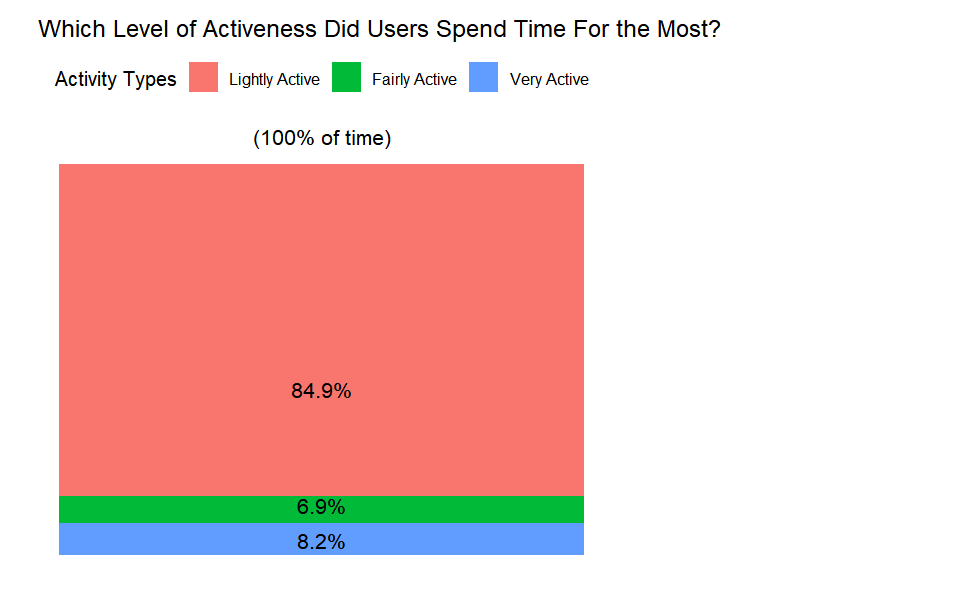 Which Level of Activeness Did Users Spend Time For the Most?
Activity Types Lightly Active Fairly Active Very Active
(100% of time)
84.9%
6.9%
8.2%